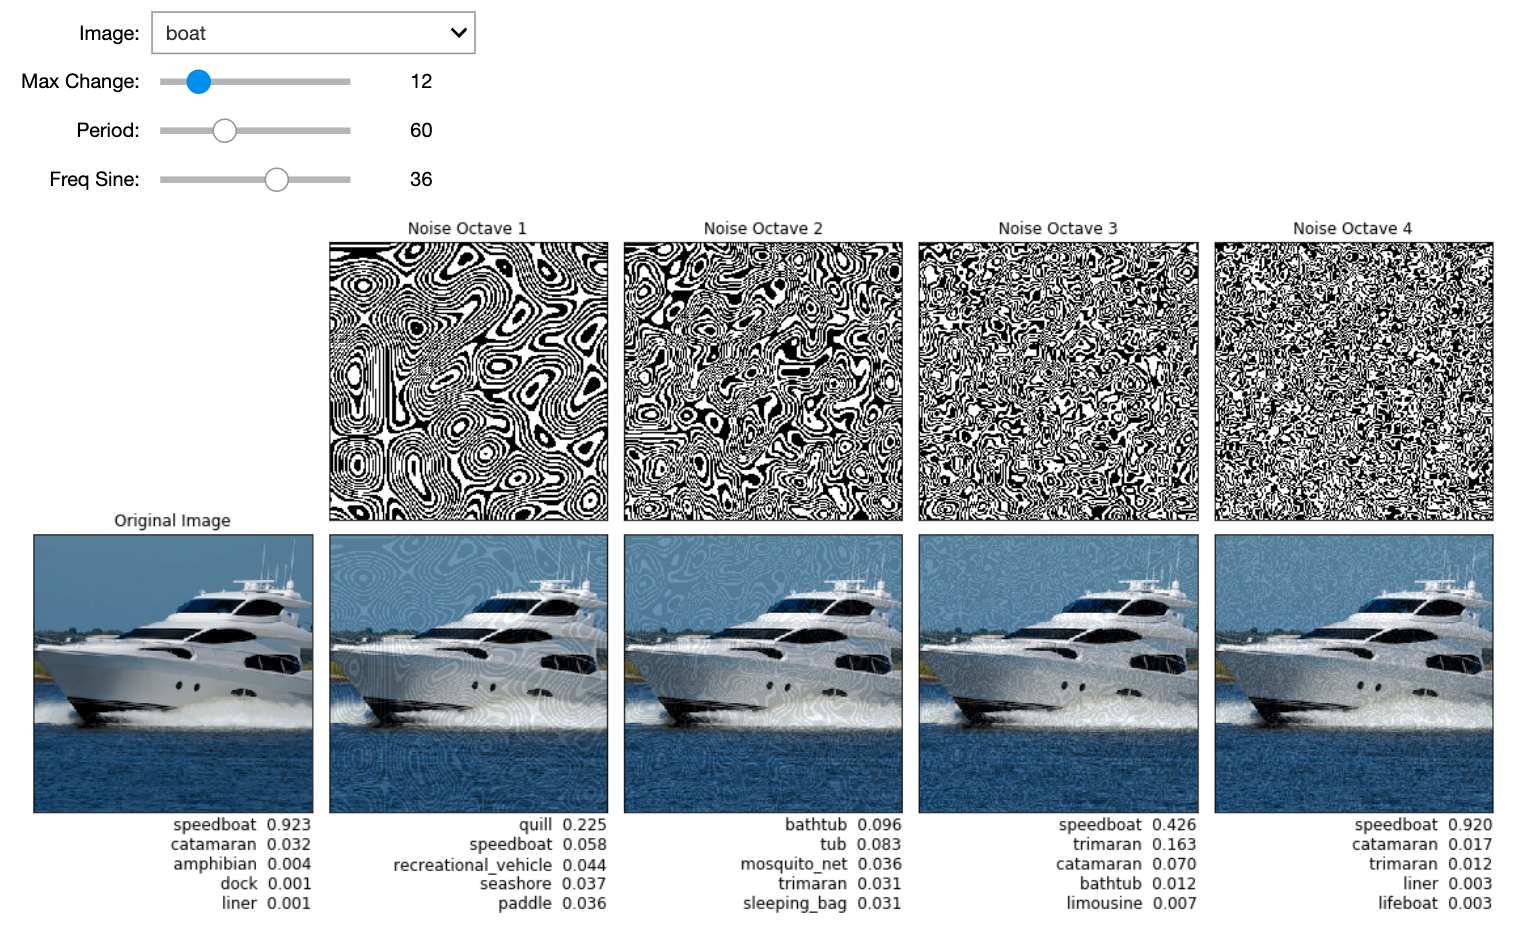 Image: boat
Max Change: 12
Period: 60
Freq Sine: 36
Noise Octave 1
Noise Octave 2
Noise Octave 3
Noise Octave 4
Original Image
speedboat 0.923
catamaran 0.032
amphibian 0.004
dock 0.001
liner 0.001
quill 0.225
speedboat 0.058
recreational_vehicle 0.044
seashore 0.037
paddle 0.036
bathtub 0.096
tub 0.083
mosquito_net 0.036
trimaran 0.031
sleeping_bag 0.031
speedboat 0.426
trimaran 0.163
catamaran 0.070
bathtub 0.012
limousine 0.007
speedboat 0.920
catamaran 0.017
trimaran 0.012
liner 0.003
lifeboat 0.003